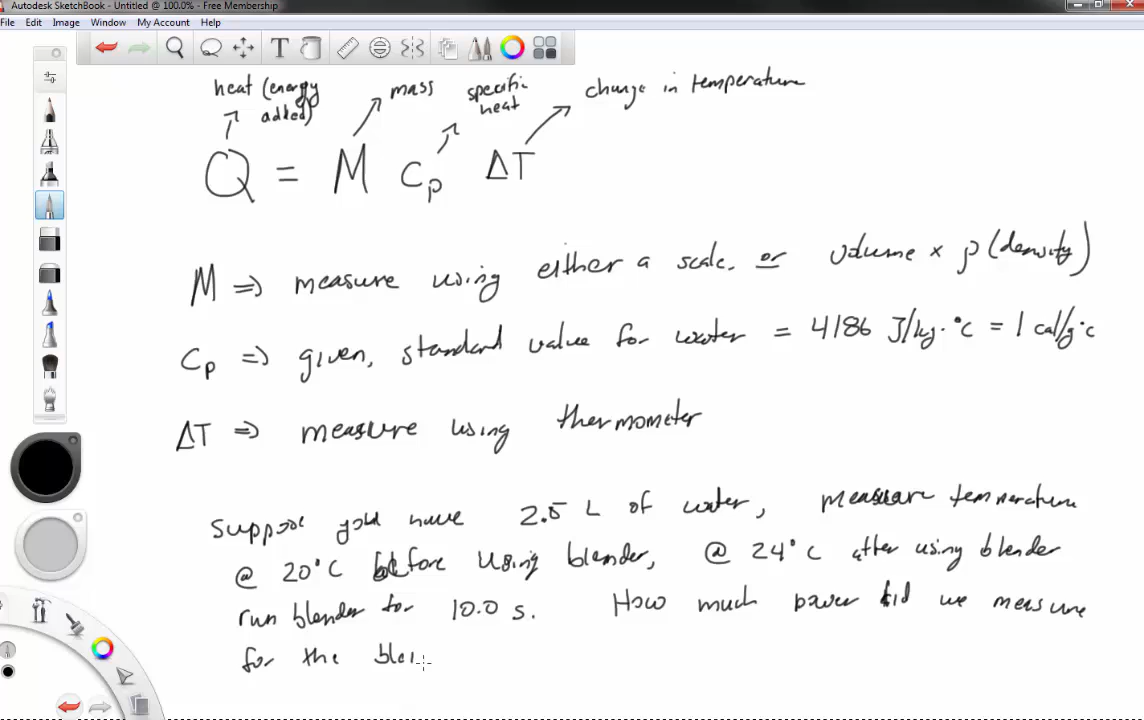 Autodesk SketchBook - Untitled @ 100.0% - Free Membership
File Edit Image Window My Account Help
heat (energy added) mass specific heat change in temperature
Q = M Cp ΔT
M => measure using either a scale. or volume × ρ (density)
Cp => given, standard value for water = 4186 J/kg·°C = 1 cal/g°c
ΔT => measure using thermometer
Suppose you have 2.5 L of water, measure temperature
@ 20°C before using blender, @ 24°C after using blender
run blender for 10.0 s. How much power did we measure
for the